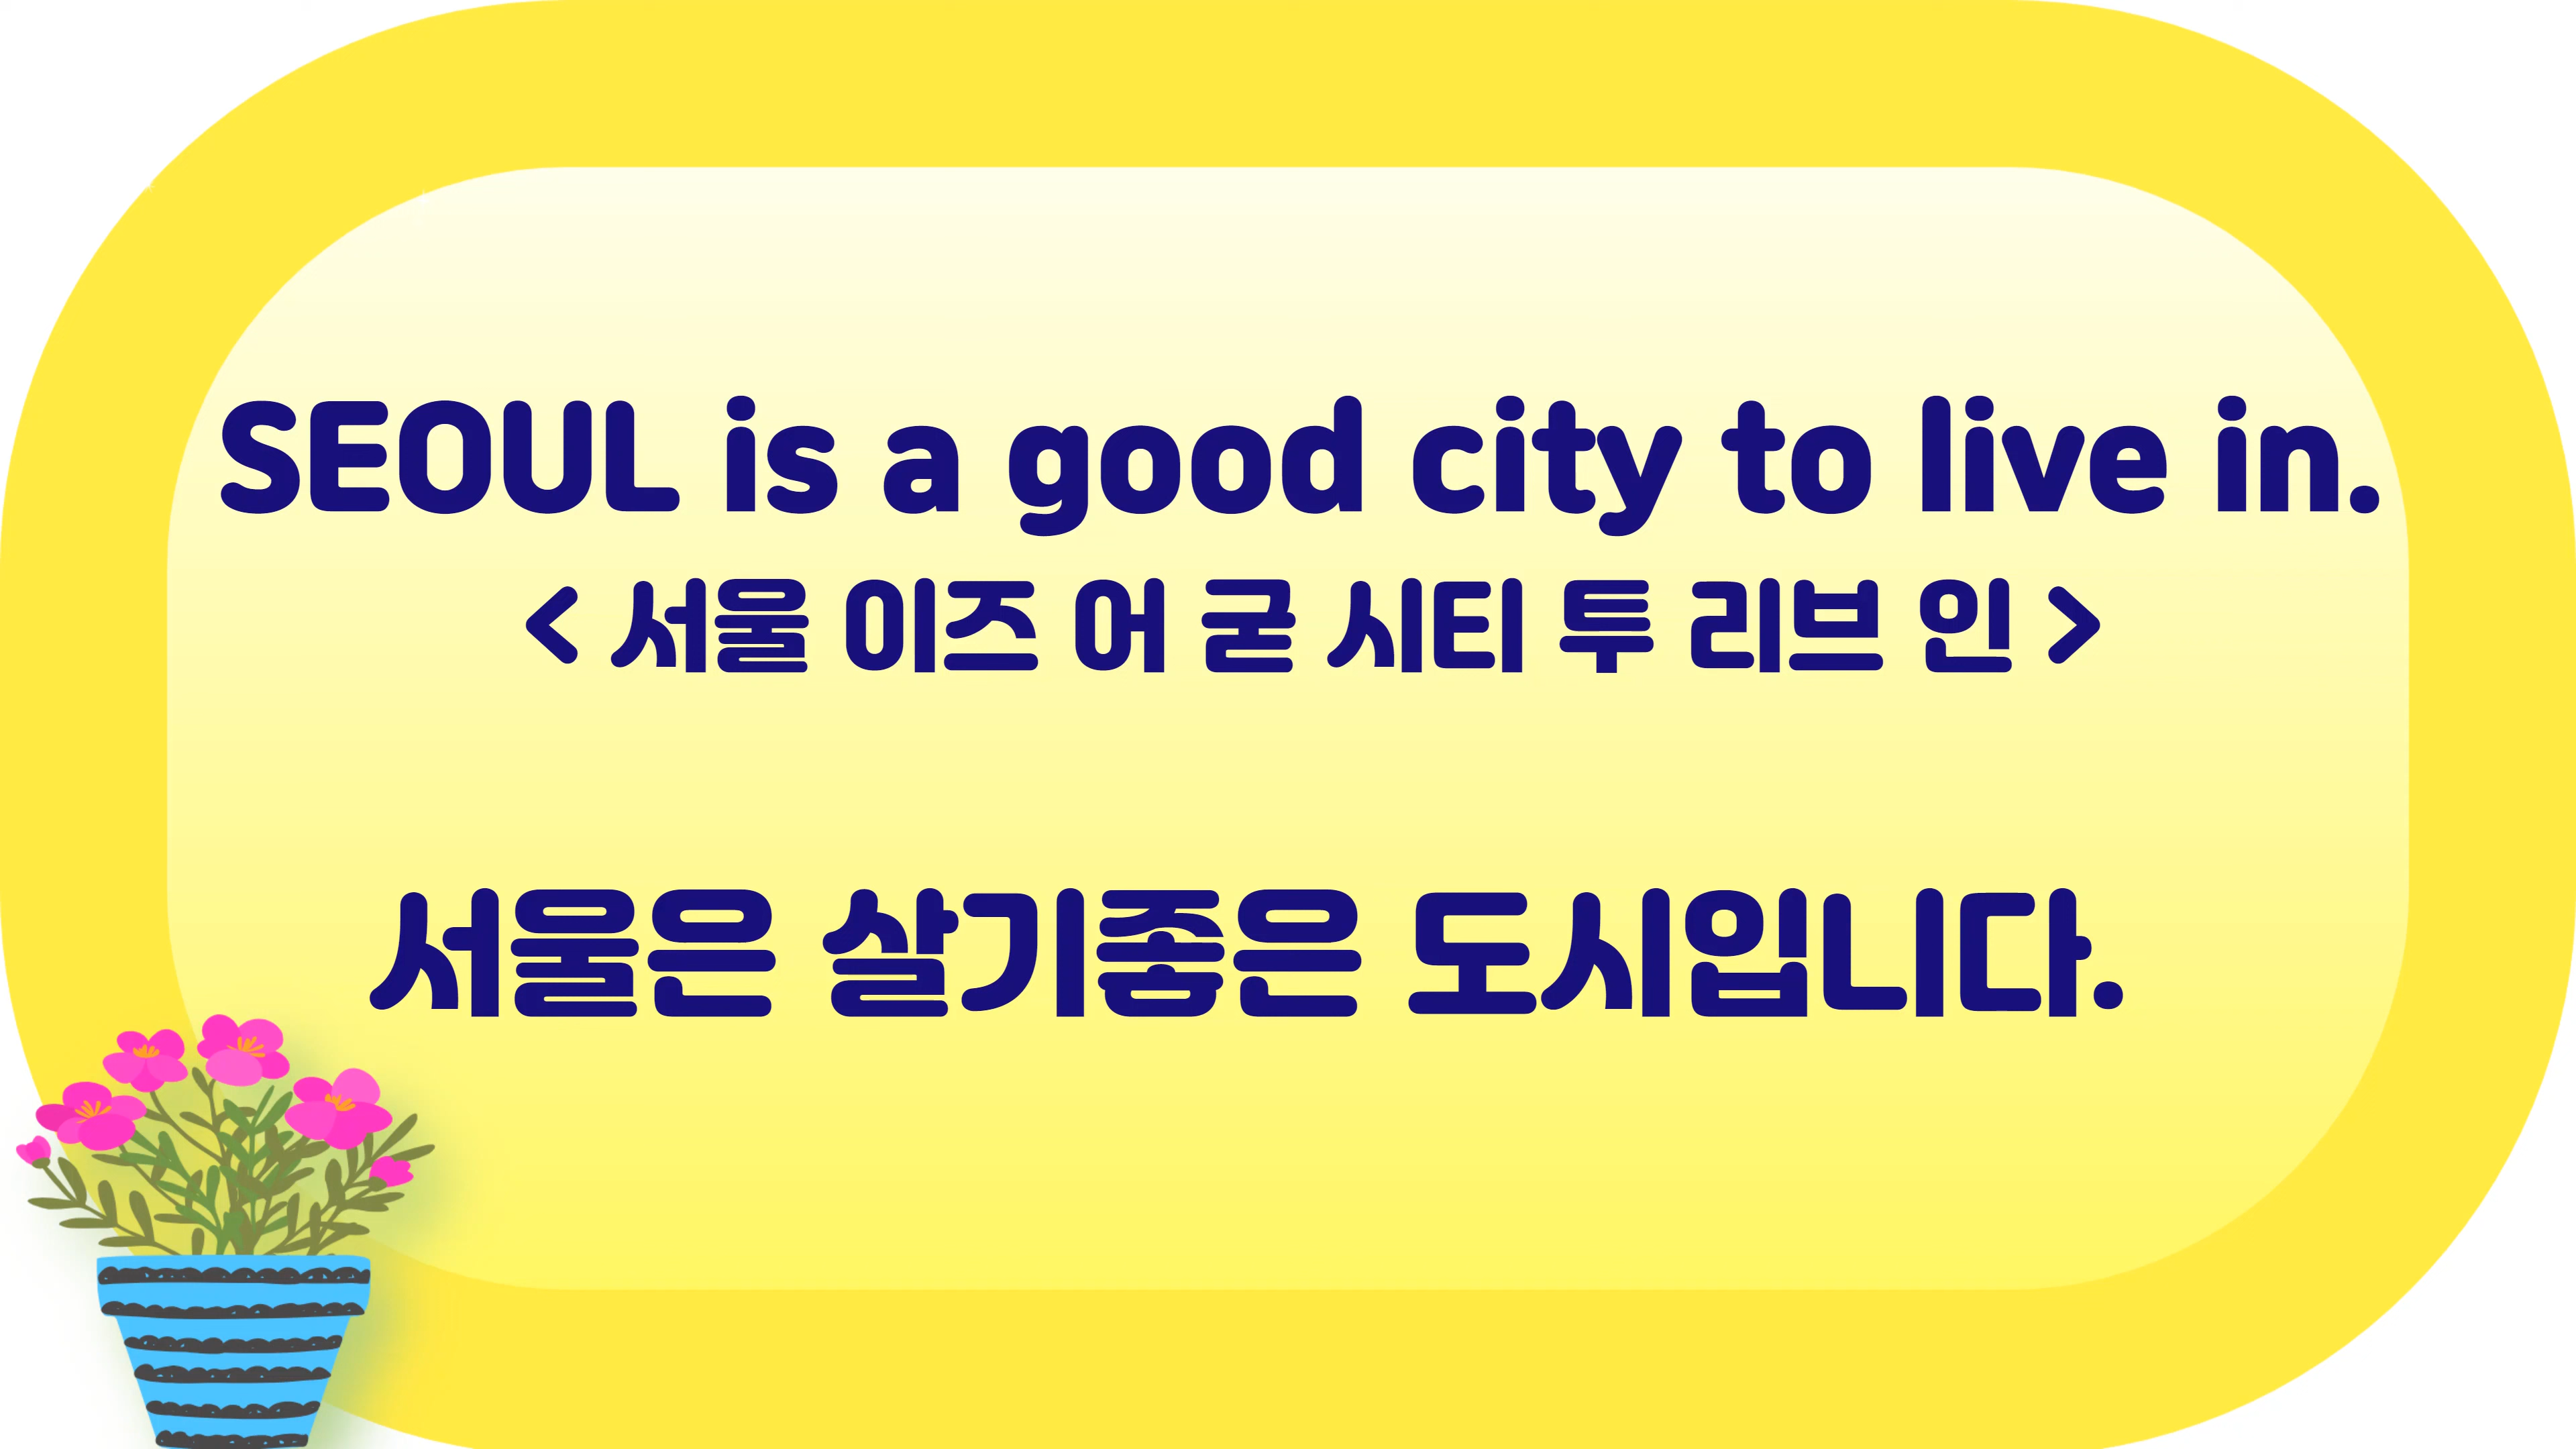 SEOUL is a good city to live in.
< 서울 이즈 어 굳 시티 투 리브 인 >
서울은 살기좋은 도시입니다.